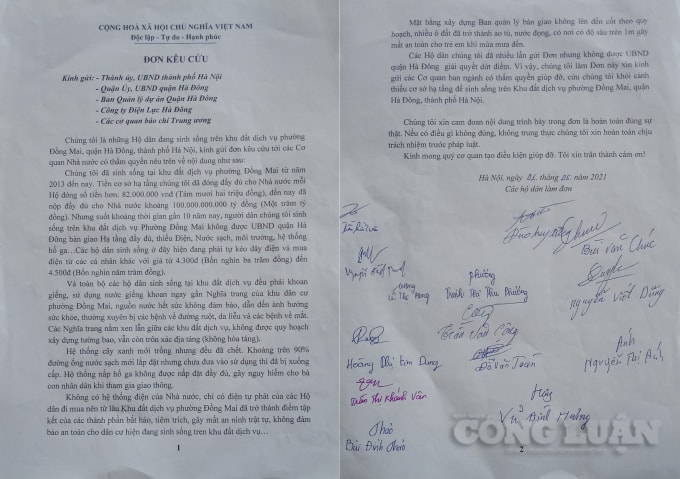 CỘNG HOÀ XÃ HỘI CHỦ NGHĨA VIỆT NAM
Độc lập - Tự do - Hạnh phúc
ĐƠN KÊU CỨU
Kính gửi: - Thành ủy, UBND thành phố Hà Nội
- Quận Ủy, UBND quận Hà Đông
- Ban Quản lý dự án Quận Hà Đông
- Công ty Điện Lực Hà Đông
- Các cơ quan báo chí Trung ương
Chúng tôi là những Hộ dân đang sinh sống trên khu đất dịch vụ phường
Đồng Mai, quận Hà Đông, thành phố Hà Nội, kính gửi đơn kêu cứu tới các Cơ
quan Nhà nước có thẩm quyền nêu trên về nội dung như sau:
Chúng tôi đã sinh sống tại khu đất dịch vụ phường Đồng Mai từ năm
2013 đến nay. Tiền cơ sở hạ tầng chúng tôi đã đóng đầy đủ cho Nhà nước mỗi
Hộ đóng số tiền hơn: 82.000.000 vnđ (Tám mươi hai triệu đồng), đến nay đã
nộp đầy đủ cho Nhà nước khoảng 100.000.000.000 tỷ đồng (Một trăm tỷ
đồng). Nhưng suốt khoảng thời gian gần 10 năm nay, người dân chúng tôi sinh
sống trên khu đất dịch vụ Phường Đồng Mai không được UBND quận Hà
Đông bàn giao Hạ tầng đầy đủ, thiếu Điện, Nước sạch, môi trường, hệ thống
hố ga…Các hộ dân sinh sống ở đây hiện đang phải tự kéo dây điện và mua
điện từ các cá nhân khác với giá từ 4.300đ (Bốn nghìn ba trăm đồng) đến
4.500đ (Bốn nghìn năm trăm đồng).
Và toàn bộ các hộ dân sinh sống tại khu đất dịch vụ đều phải khoan
giếng, sử dụng nước giếng khoan ngay gần Nghĩa trang của khu dân cư
phường Đồng Mai, nguồn nước hết sức không đảm bảo, dẫn đến ảnh hưởng
sức khỏe, thường xuyên bị các bệnh về đường ruột, da liễu và các bệnh về mắt.
Các Nghĩa trang nằm xen lẫn giữa các khu đất dịch vụ, không được quy hoạch
xây dựng tường bao, vẫn còn trôn xác địa táng (không hỏa táng).
Hệ thống cây xanh mới trồng nhưng đều đã chết. Khoảng trên 90%
đường ống nước sạch mới lắp đặt nhưng chưa đưa vào sử dụng thì đã bị xuống
cấp. Hệ thống nắp hố ga không được nắp đặt đầy đủ, gây nguy hiểm cho bà
con nhân dân khi tham gia giao thông.
Không có hệ thống điện của Nhà nước, chỉ có điện tự phát của các Hộ
dân đi mua nên từ lâu Khu đất dịch vụ phường Đồng Mai đã trở thành điểm tập
kết của các thành phần bất hảo, tiêm trích, gây mất an ninh trật tự, không đảm
bảo an toàn cho dân cư hiện đang sinh sống trên khu đất dịch vụ…
1
Mặt bằng xây dựng Ban quản lý bàn giao không lên đến cốt theo quy
hoạch, nhiều ô đất đã trở thành ao tù, nước đọng, có nơi có độ sâu trên 1m gây
mất an toàn cho trẻ em khi mùa mưa đến.
Các Hộ dân chúng tôi đã nhiều lần gửi Đơn nhưng không được UBND
quận Hà Đông giải quyết dứt điểm. Vì vậy, chúng tôi làm Đơn này xin kính
gửi các Cơ quan ban ngành có thẩm quyền giúp đỡ, cứu chúng tôi khỏi cảnh
thiếu cơ sở hạ tầng để sinh sống trên Khu đất dịch vụ phường Đồng Mai, quận
Hà Đông, thành phố Hà Nội.
Chúng tôi xin cam đoan nội dung trình bày trong đơn là hoàn toàn đúng sự
thật. Nếu có điều gì không đúng, không trung thực chúng tôi xin hoàn toàn chịu
trách nhiệm trước pháp luật.
Kính mong quý cơ quan tạo điều kiện giúp đỡ. Tôi xin trân thành cảm ơn!
Hà Nội, ngày tháng năm 2021
Các hộ dân làm đơn
Bùi Văn Chúc
Nguyễn Viết Dũng
Phường
Trịnh Thị Thu Phường
Trần Văn Công
Hoàng Thị Kim Dung
Đỗ Văn Toàn
Anh
Nguyễn Thị Anh
Trần Thị Khánh Vân
Vũ Đình Hưởng
Thảo
Bùi Đình Thảo
CÔNG LUẬN
2